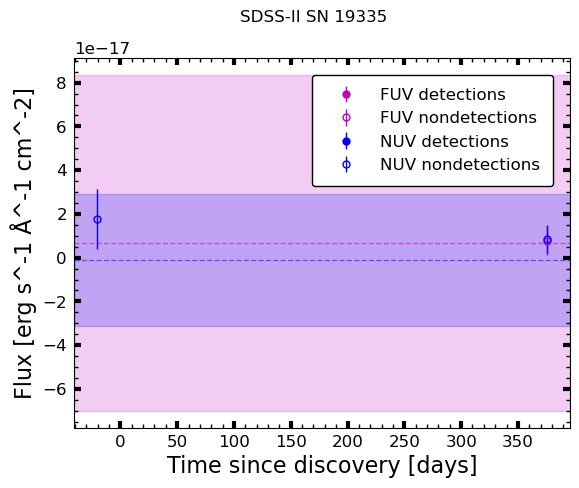 SDSS-II SN 19335
1e−17
8
6
4
2
0
−2
−4
−6
Flux [erg s^-1 Å^-1 cm^-2]
FUV detections
FUV nondetections
NUV detections
NUV nondetections
0 50 100 150 200 250 300 350
Time since discovery [days]